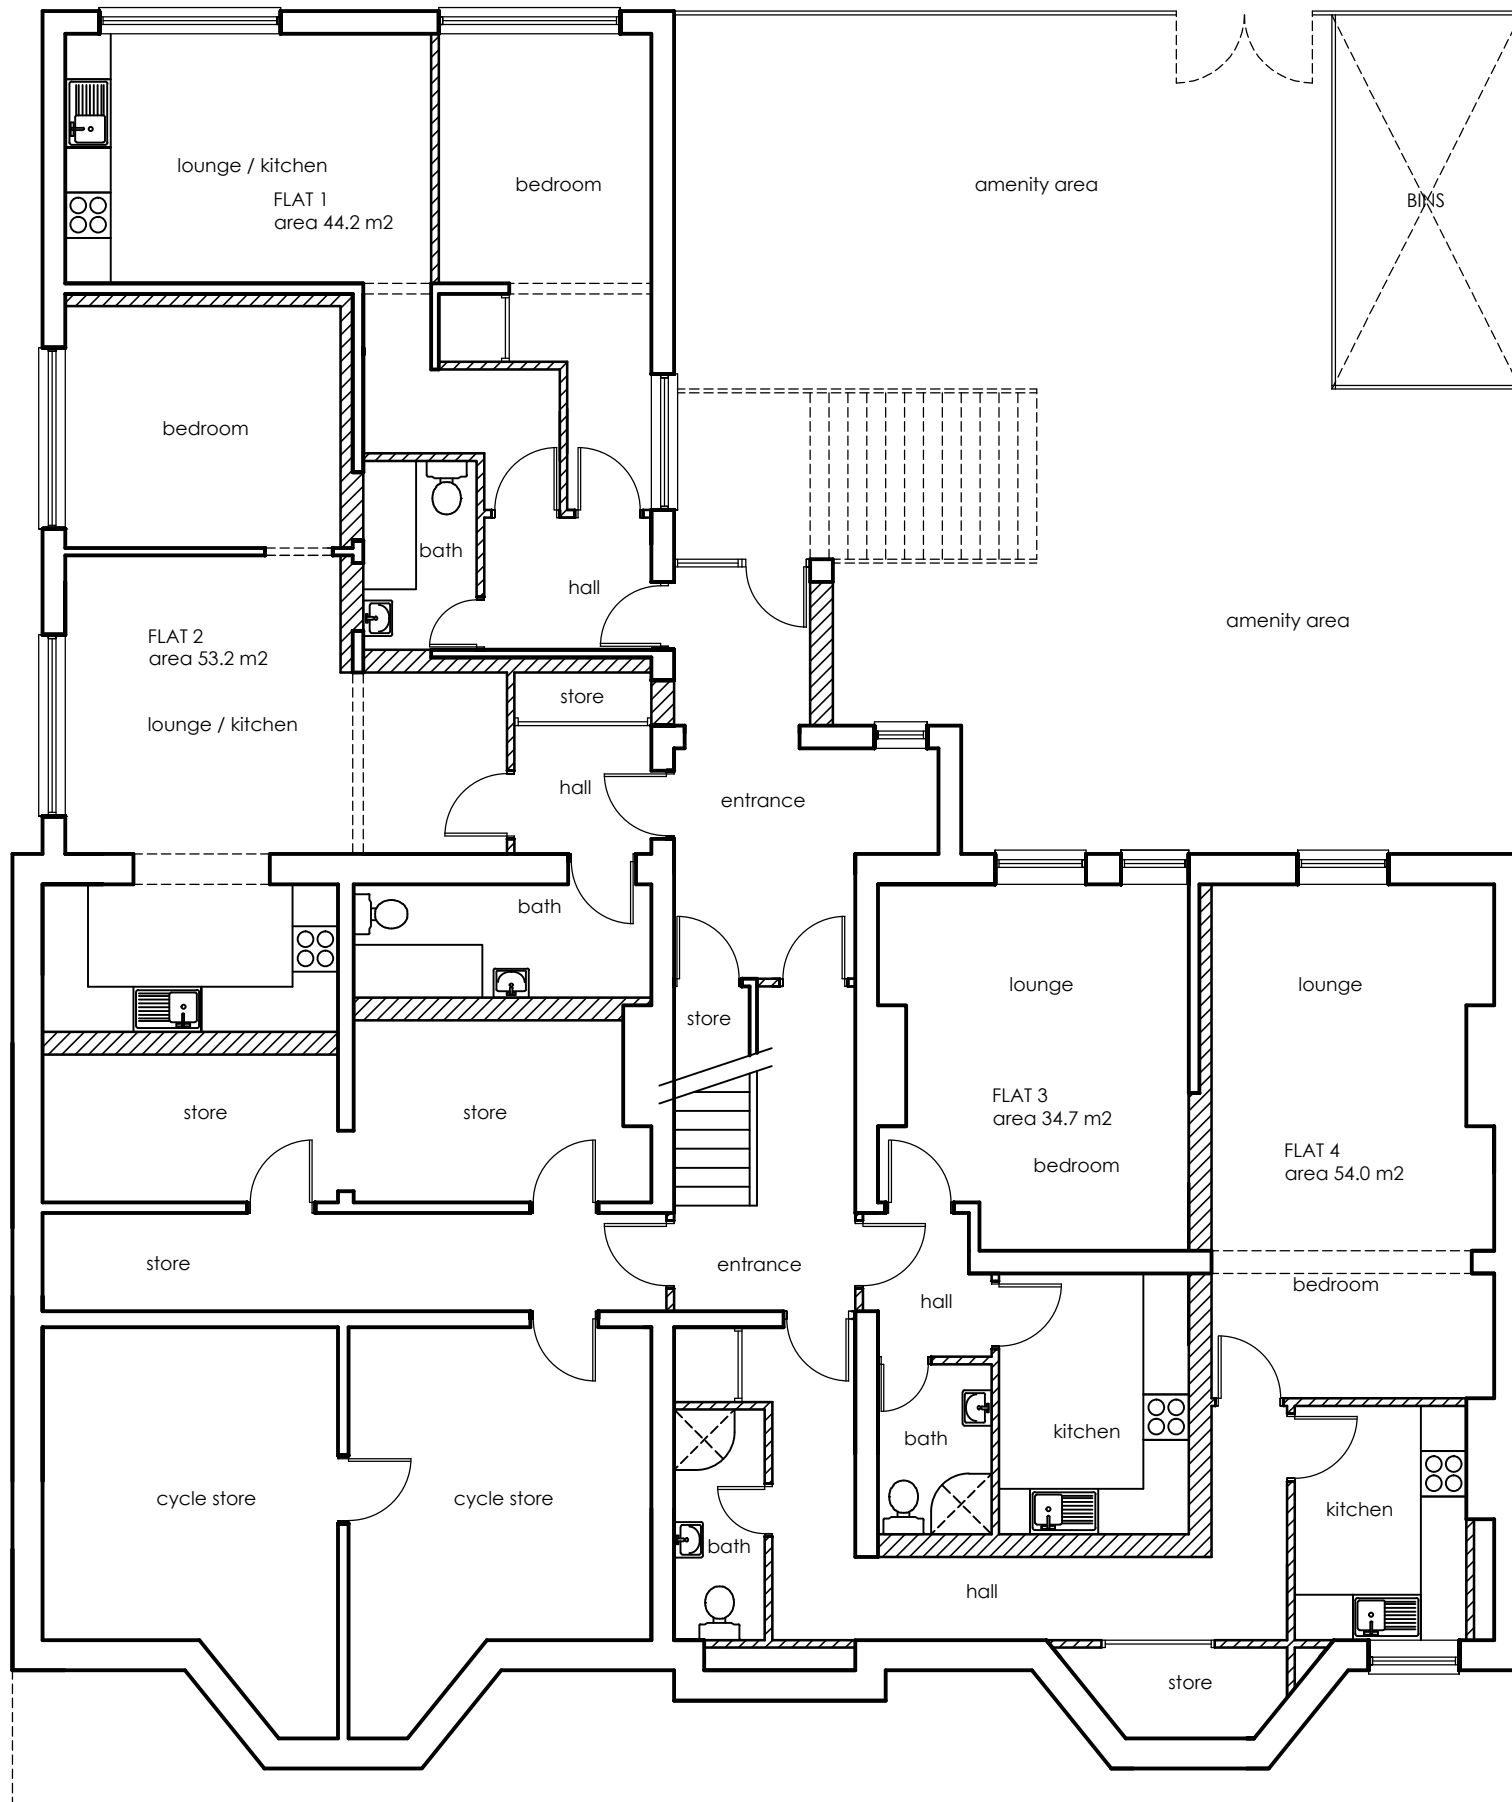 lounge / kitchen
FLAT 1
area 44.2 m2
bedroom
amenity area
BINS
bedroom
bath
hall
amenity area
FLAT 2
area 53.2 m2
lounge / kitchen
store
hall
entrance
bath
lounge
lounge
store
store
store
FLAT 3
area 34.7 m2
bedroom
FLAT 4
area 54.0 m2
store
entrance
hall
bedroom
bath
kitchen
cycle store
cycle store
kitchen
bath
hall
store